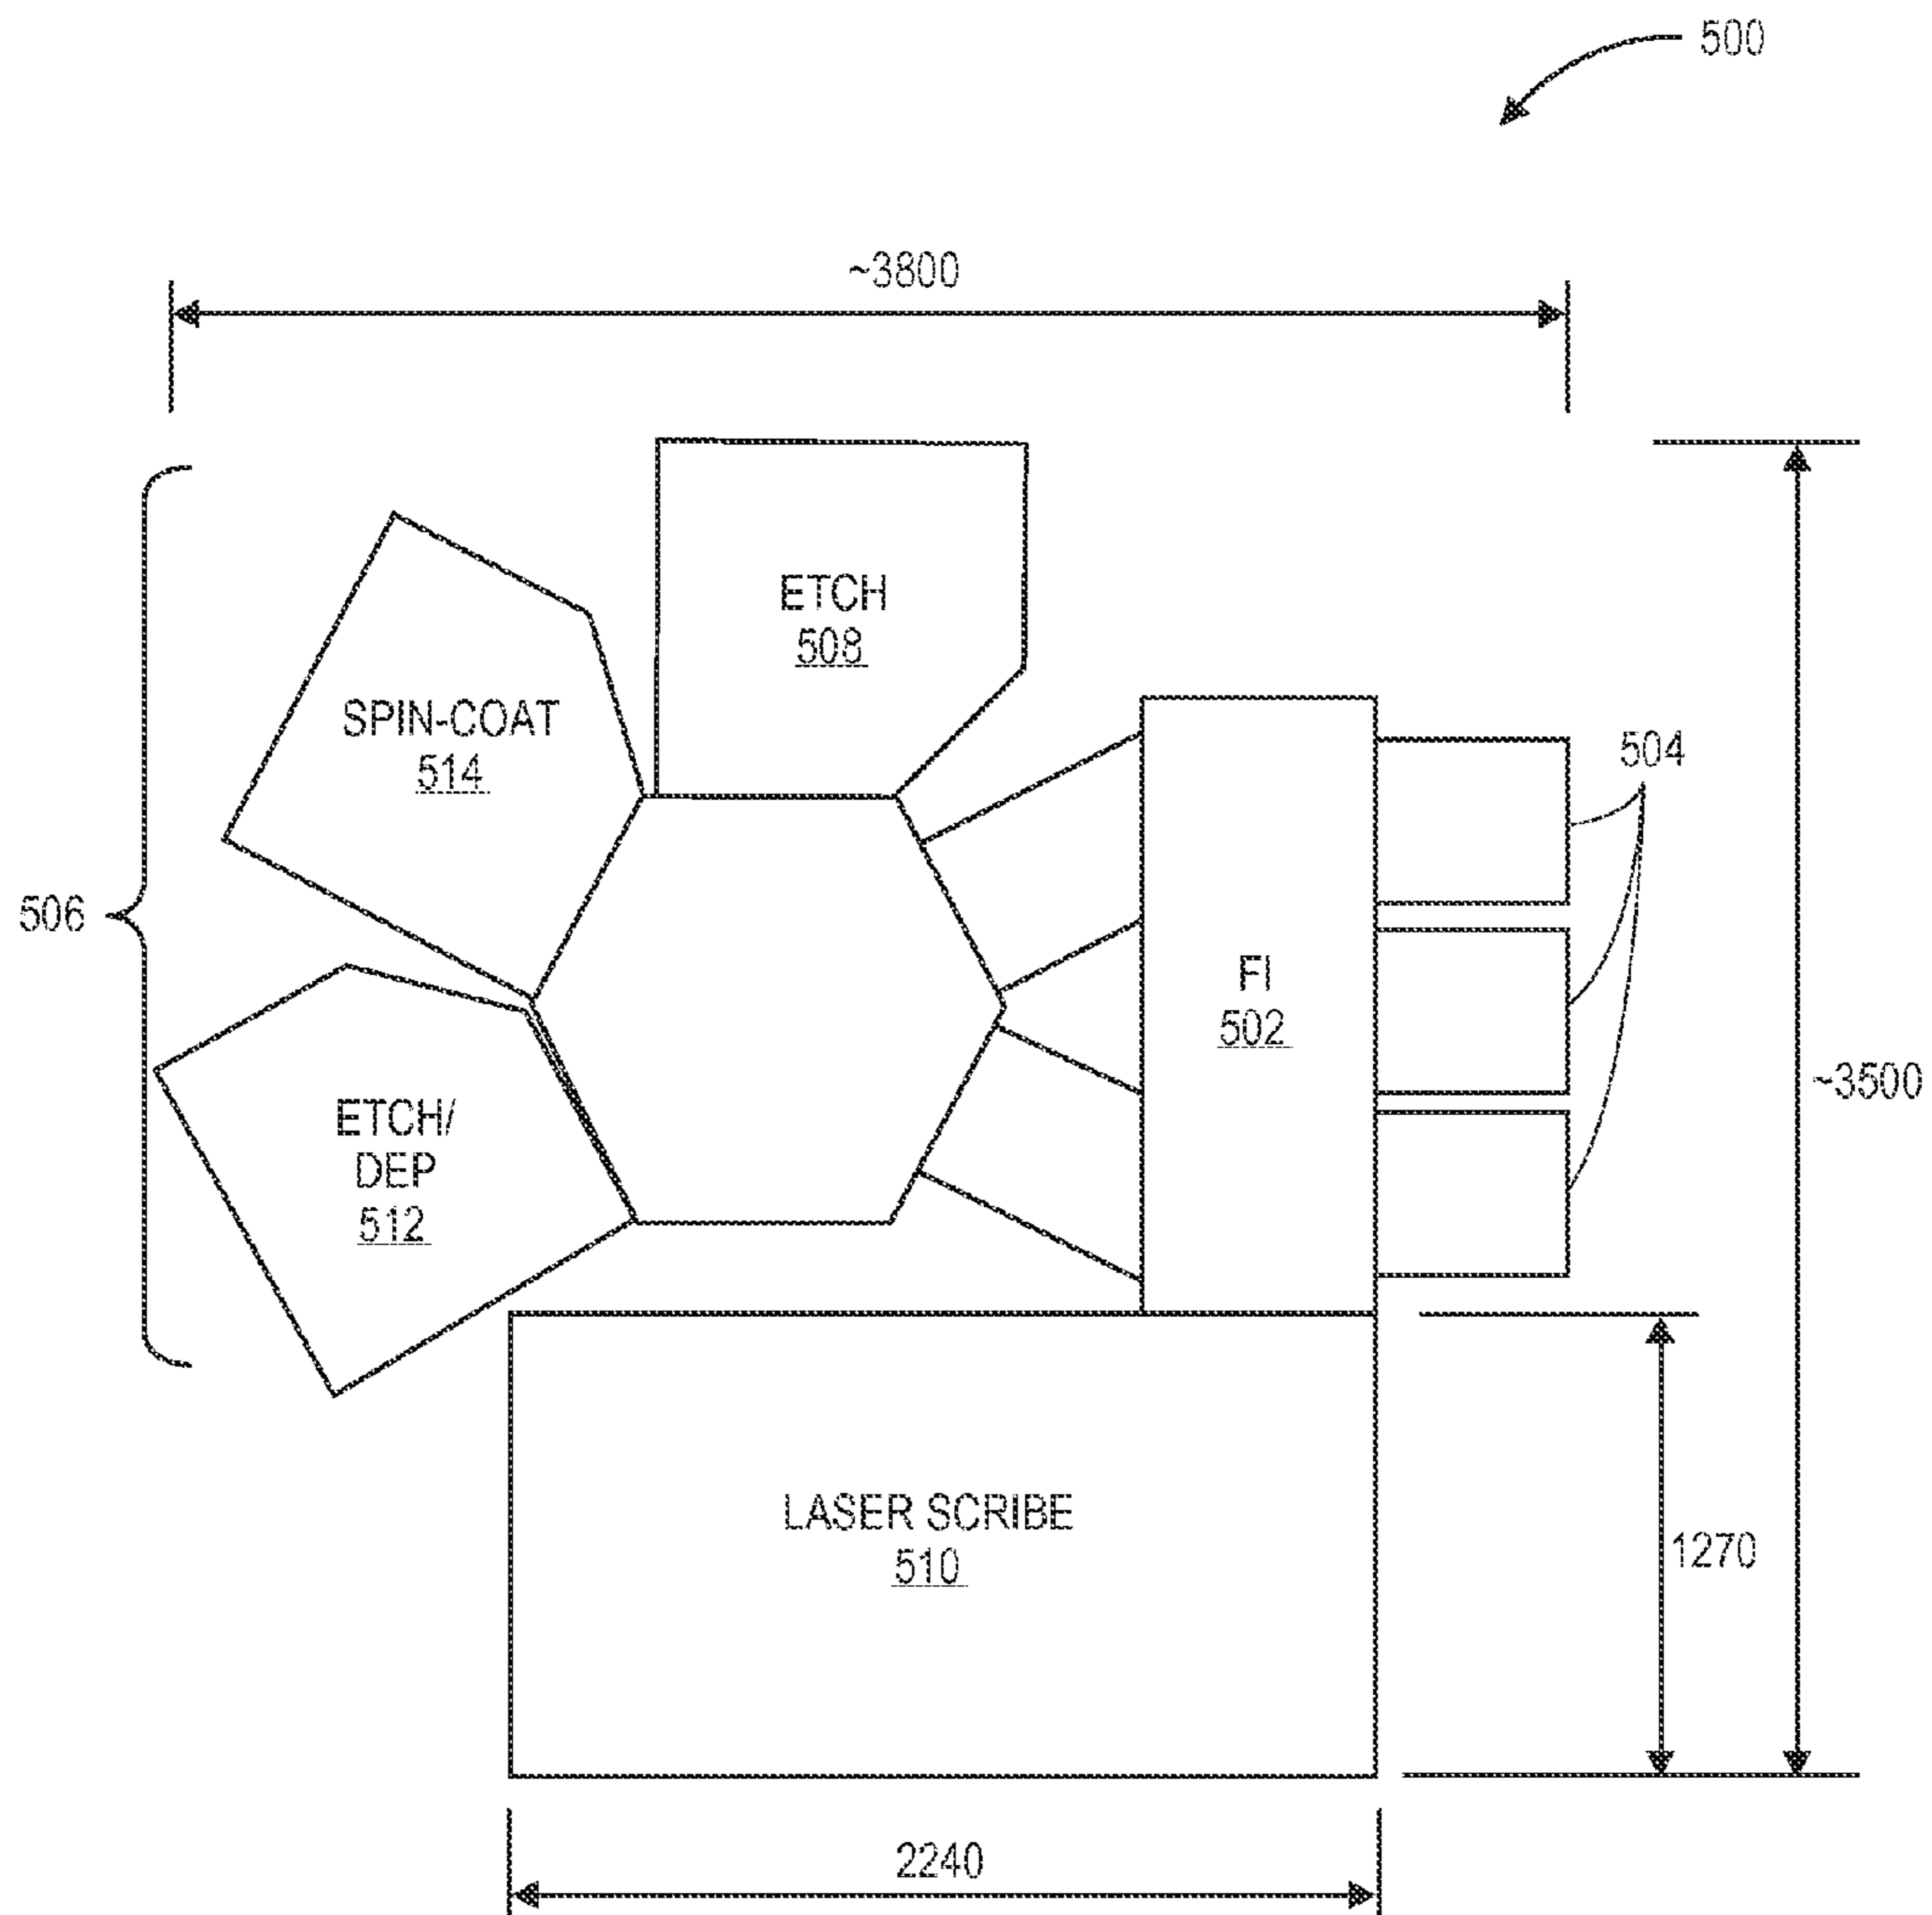 500
~3800
ETCH
508
SPIN-COAT
514
504
506
FI
502
~3500
ETCH/
DEP
512
LASER SCRIBE
510
1270
2240